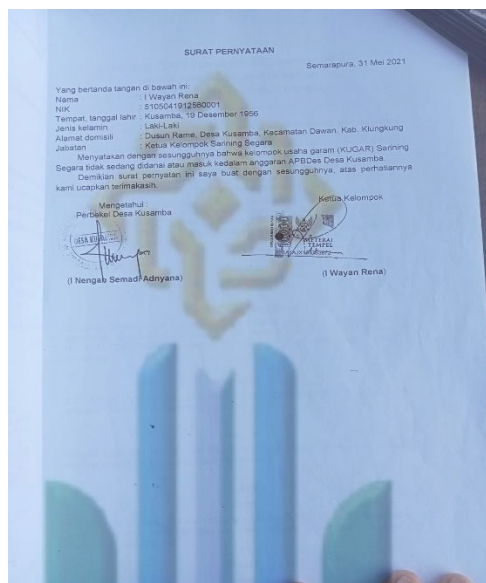 SURAT PERNYATAAN
Semarapura, 31 Mei 2021
Yang bertanda tangan di bawah ini:
Nama : I Wayan Rena
NIK : 5105041912560001
Tempat, tanggal lahir : Kusamba, 19 Desember 1956
Jenis kelamin : Laki-Laki
Alamat domisili : Dusun Rame, Desa Kusamba, Kecamatan Dawan, Kab. Klungkung
Jabatan : Ketua Kelompok Sarining Segara
Menyatakan dengan sesungguhnya bahwa kelompok usaha garam (KUGAR) Sarining
Segara tidak sedang didanai atau masuk kedalam anggaran APBDes Desa Kusamba.
Demikian surat pernyatan ini saya buat dengan sesungguhnya, atas perhatiannya
kami ucapkan terimakasih.
Mengetahui :
Perbekel Desa Kusamba
Ketua Kelompok
DESA KUSAMBA
METERAI
TEMPEL
(I Nengah Semadi Adnyana)
(I Wayan Rena)